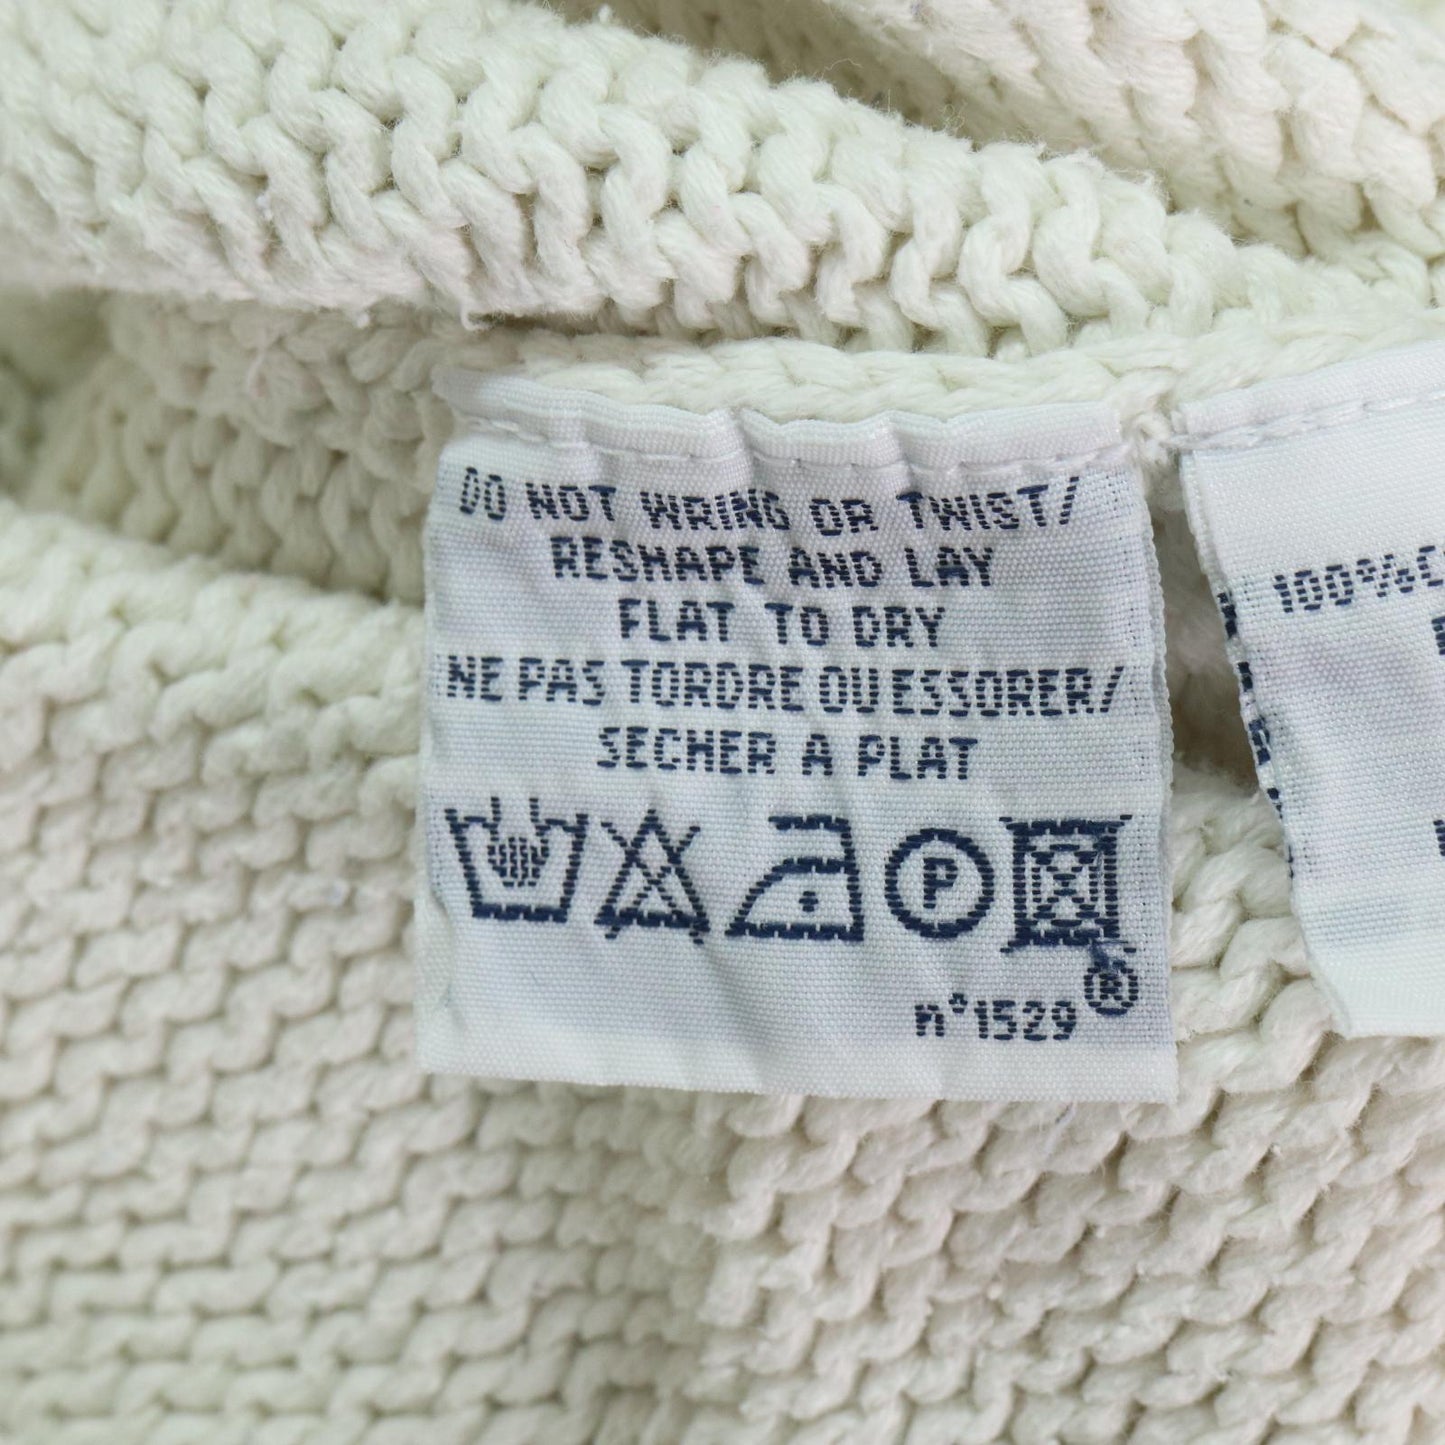 DO NOT WRING OR TWIST/
RESHAPE AND LAY
FLAT TO DRY
NE PAS TORDRE OU ESSORER/
SECHER A PLAT
P
n°1529 ®
100%